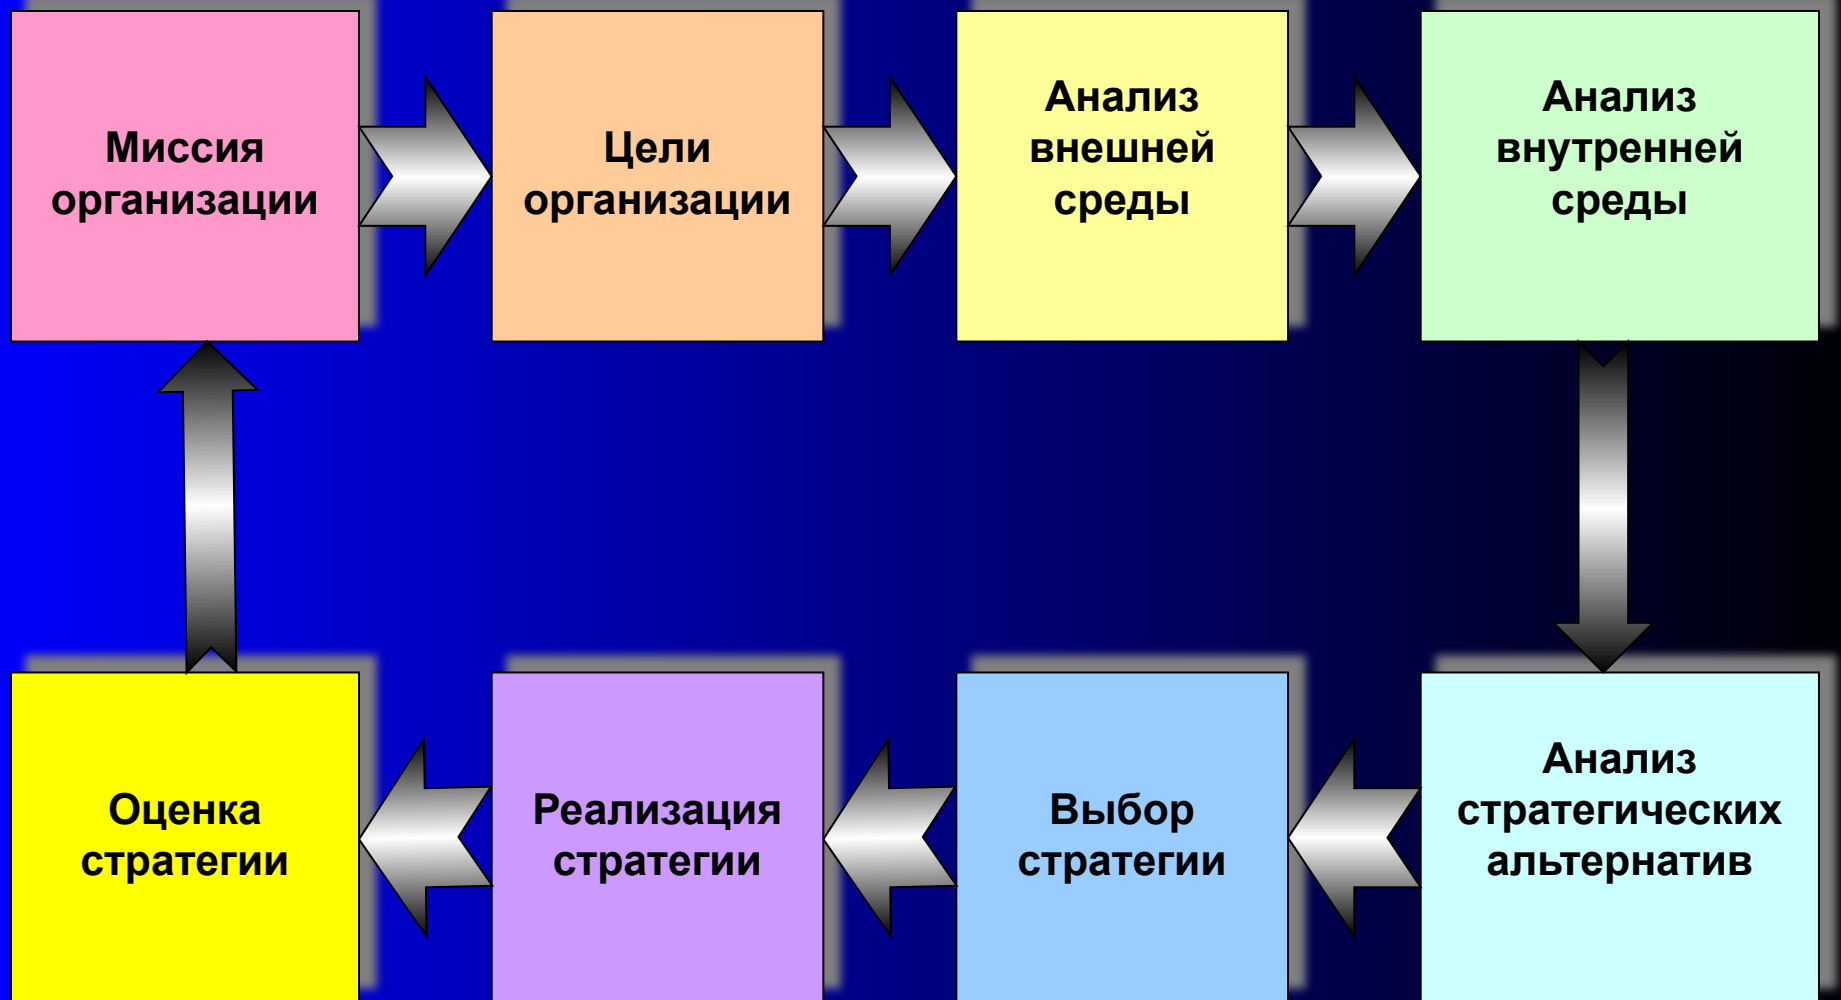 Миссия
организации
Цели
организации
Анализ
внешней
среды
Анализ
внутренней
среды
Оценка
стратегии
Реализация
стратегии
Выбор
стратегии
Анализ
стратегических
альтернатив